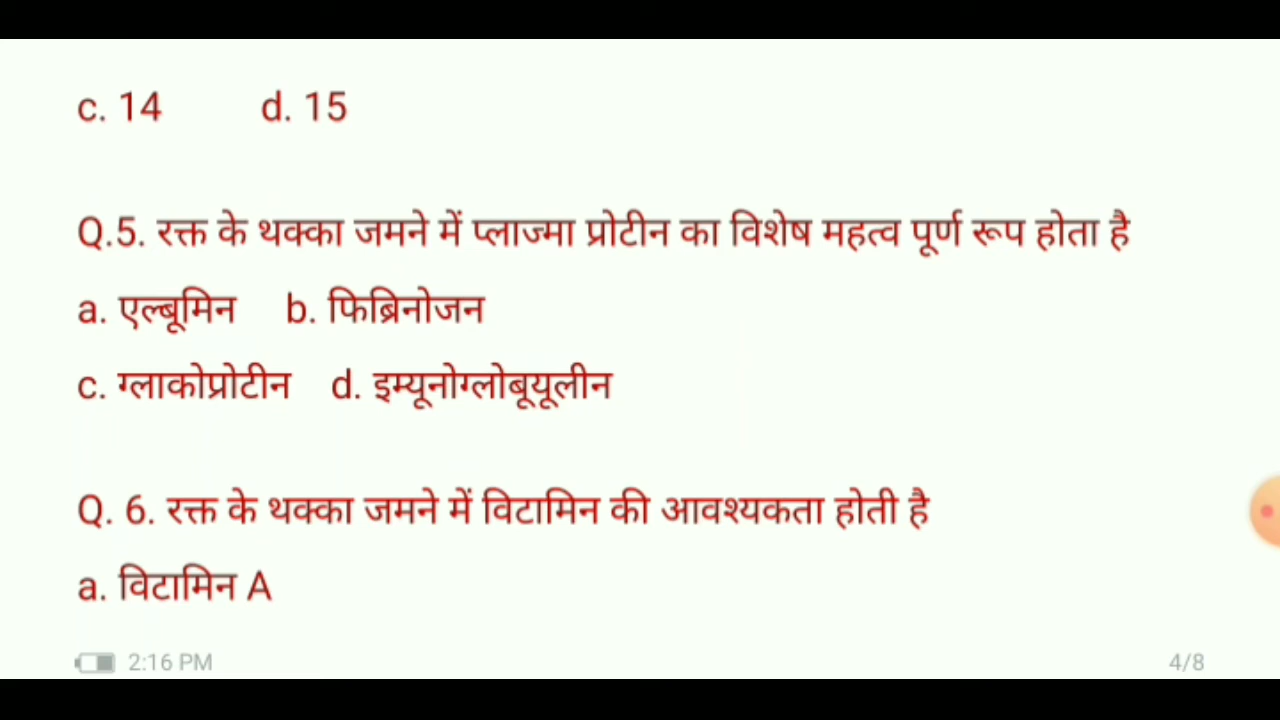 c. 14 d. 15
Q.5. रक्त के थक्का जमने में प्लाज्मा प्रोटीन का विशेष महत्व पूर्ण रूप होता है
a. एल्बूमिन b. फिब्रिनोजन
c. ग्लाकोप्रोटीन d. इम्यूनोग्लोबूयूलीन
Q. 6. रक्त के थक्का जमने में विटामिन की आवश्यकता होती है
a. विटामिन A
2:16 PM 4/8